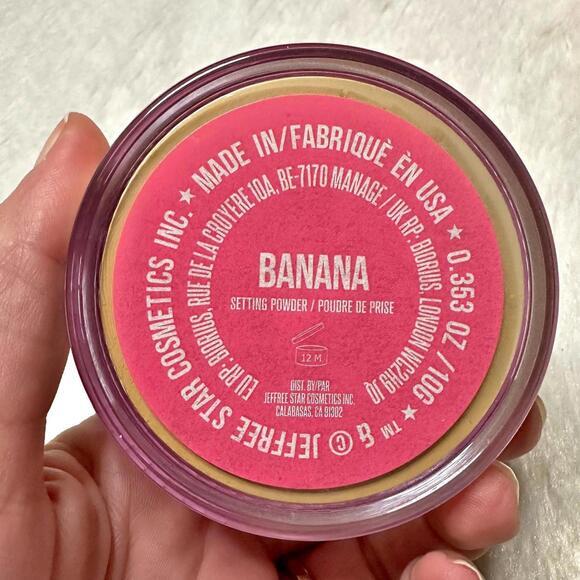 ™ & © JEFFREE STAR COSMETICS INC. ★ MADE IN/FABRIQUÈ ÈN USA ★ 0.353 OZ / 10G ★
EU RP: BIORIUS, RUE DE LA CROYERE 10A, BE-7170 MANAGE / UK RP: BIORIUS, LONDON WC2H9JQ
BANANA
SETTING POWDER / POUDRE DE PRISE
12 M
DIST. BY/PAR
JEFFREE STAR COSMETICS INC.
CALABASAS, CA 91302